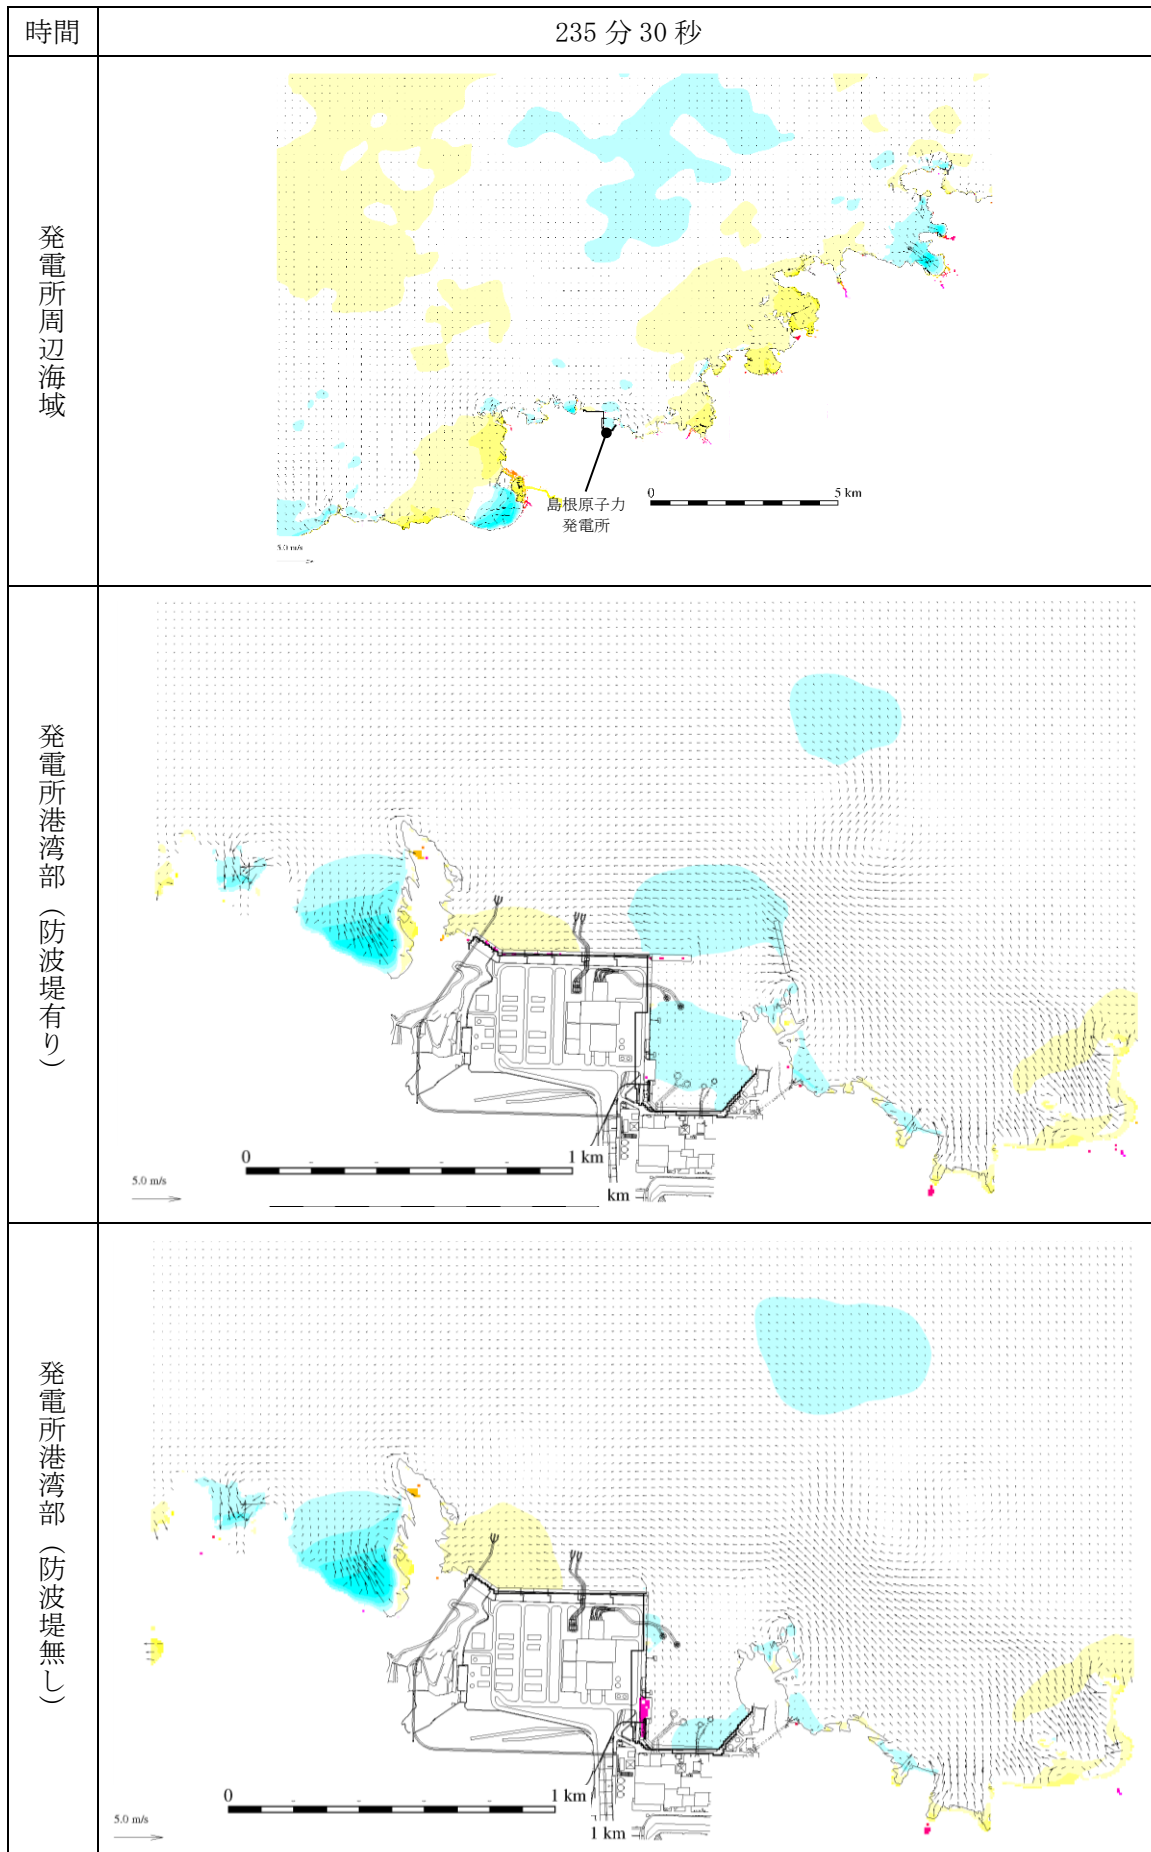 時間
235 分 30 秒
発電所周辺海域
島根原子力
発電所
0
5 km
5.0 m/s
発電所港湾部（防波堤有り）
0
1 km
5.0 m/s
km
発電所港湾部（防波堤無し）
0
1 km
5.0 m/s
1 km